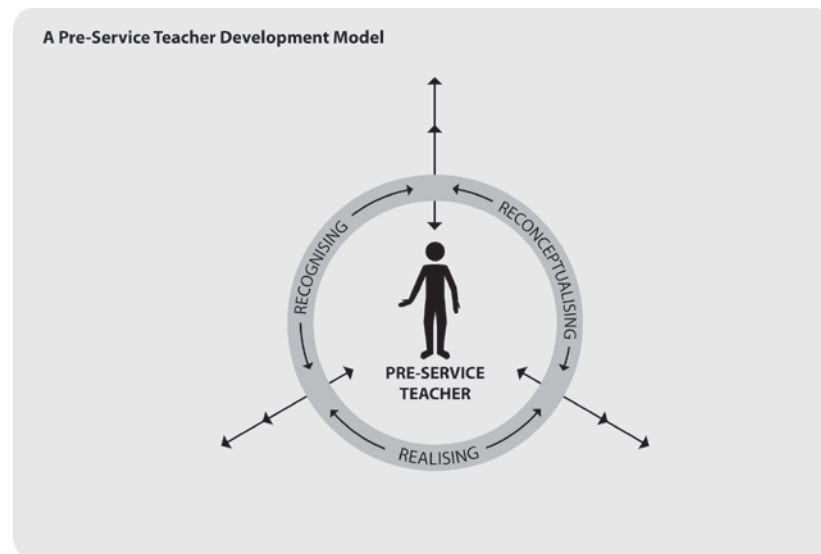 A Pre-Service Teacher Development Model
RECOGNISING
RECONCEPTUALISING
PRE-SERVICE
TEACHER
REALISING